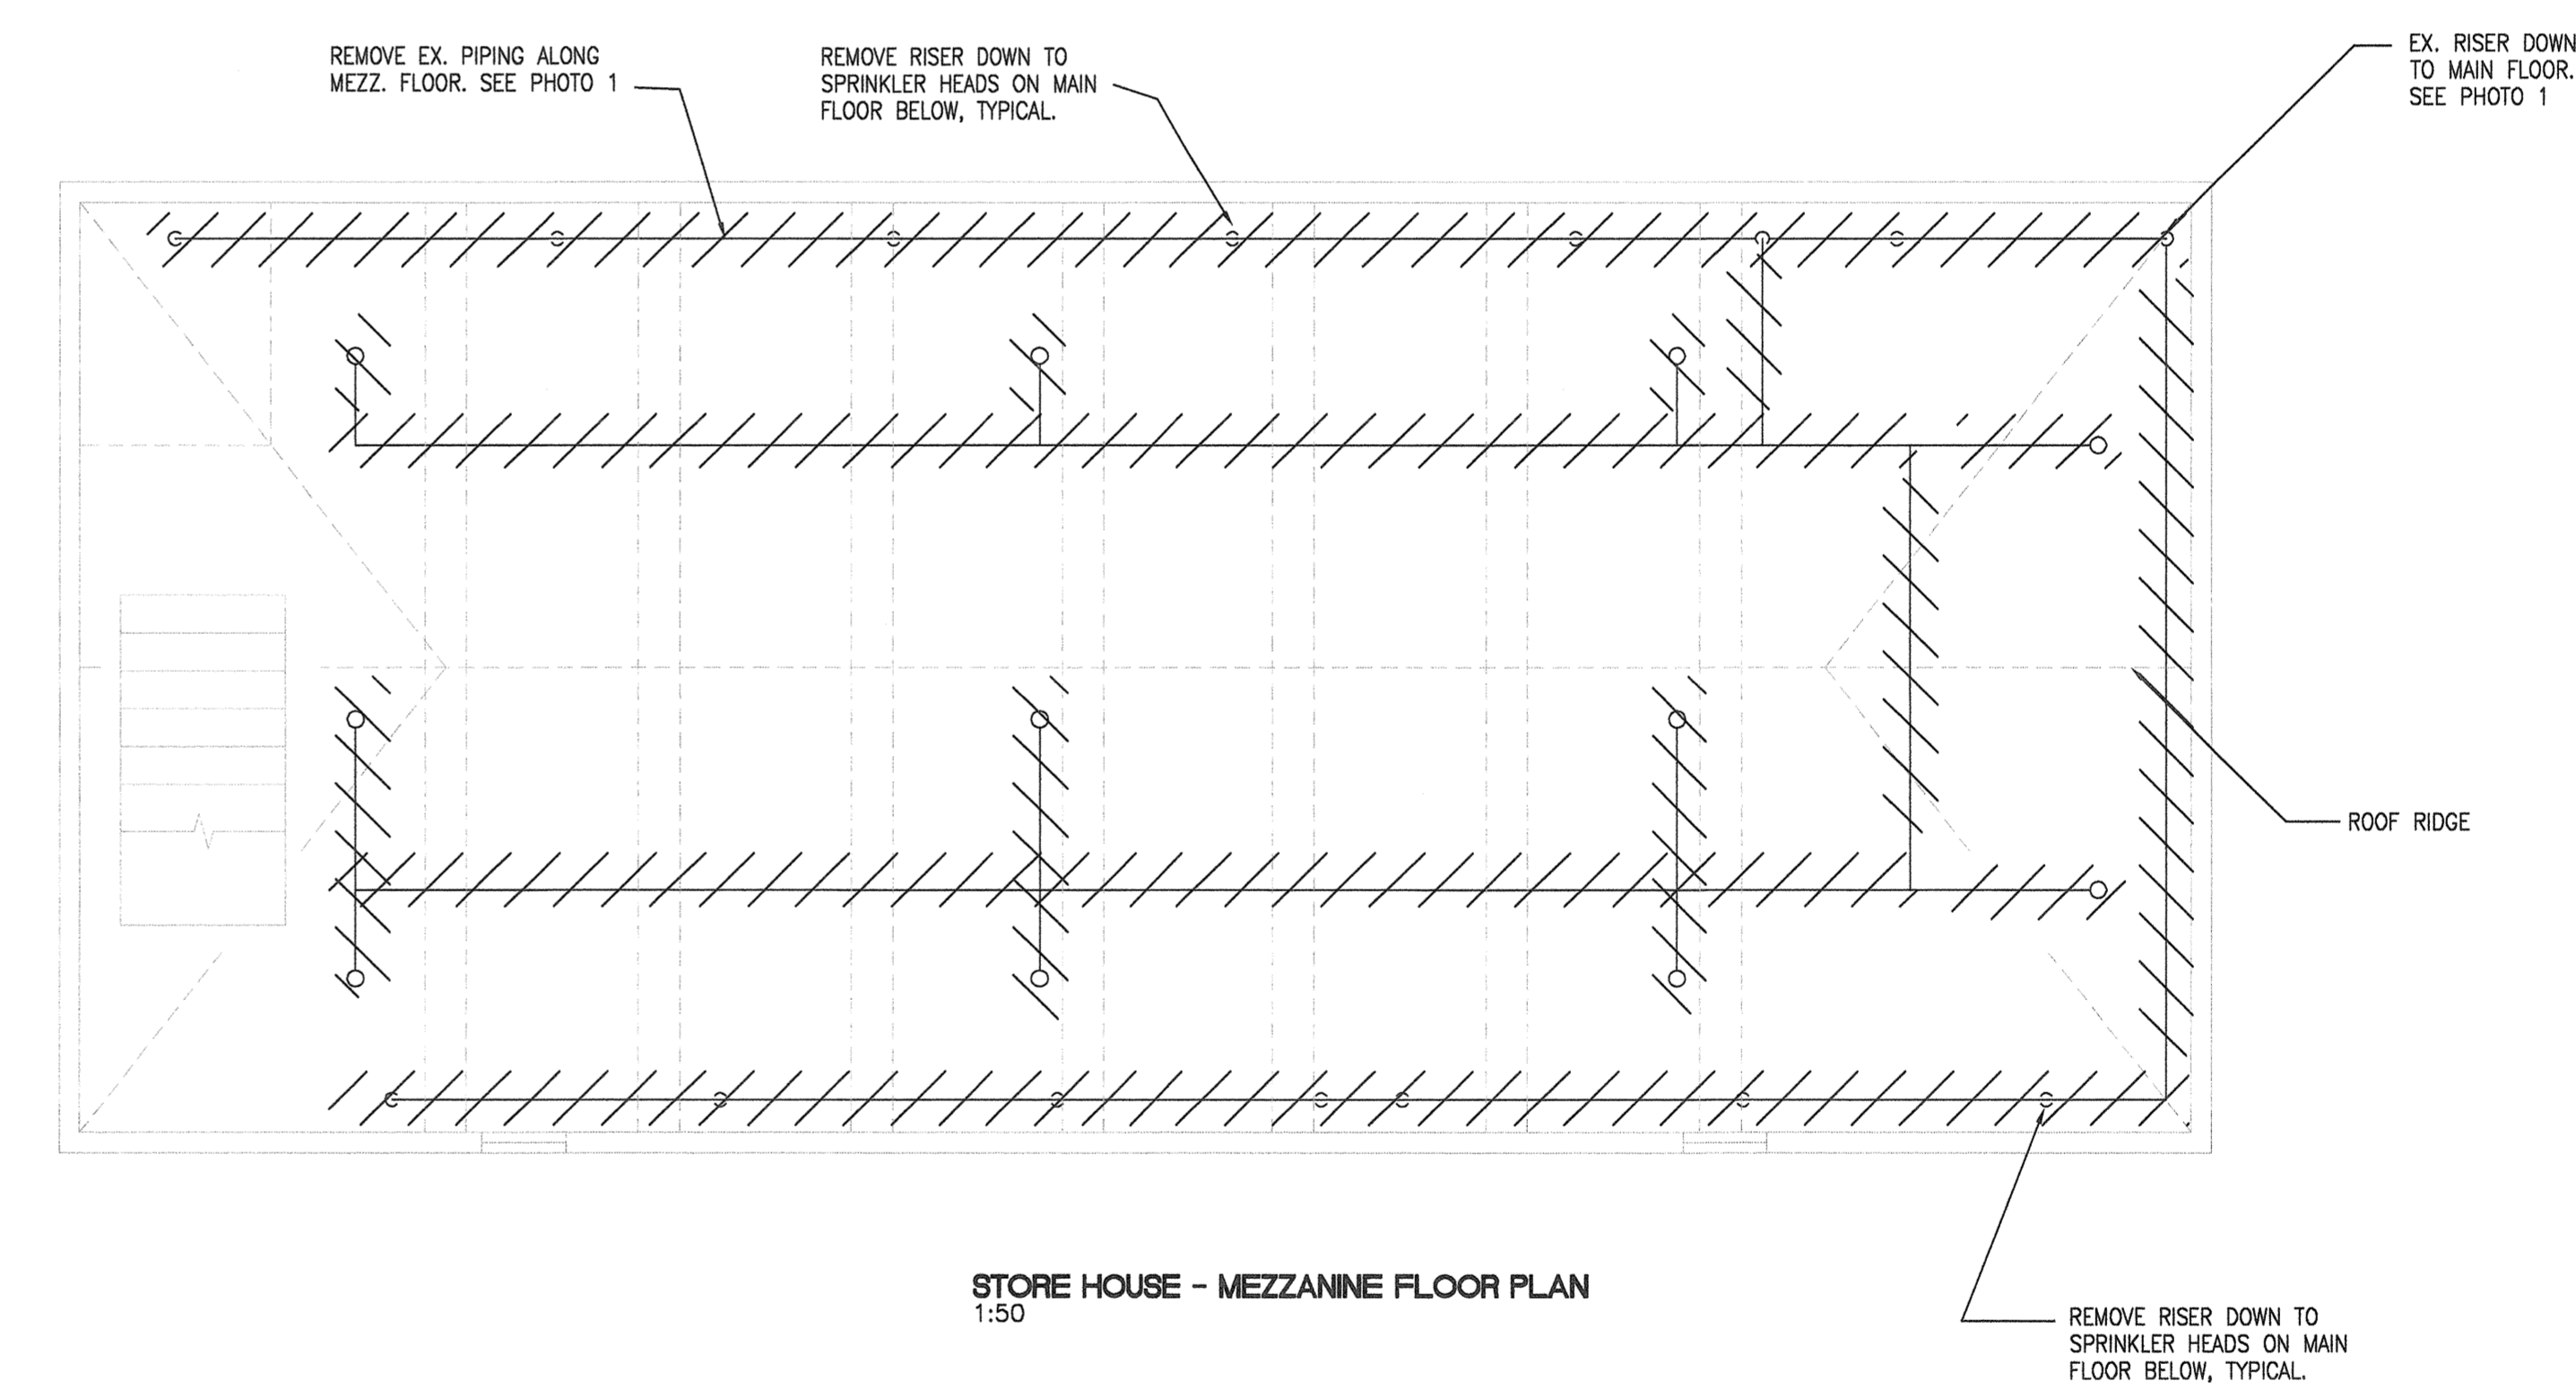 REMOVE EX. PIPING ALONG
MEZZ. FLOOR. SEE PHOTO 1
REMOVE RISER DOWN TO
SPRINKLER HEADS ON MAIN
FLOOR BELOW, TYPICAL.
EX. RISER DOWN
TO MAIN FLOOR.
SEE PHOTO 1
ROOF RIDGE
STORE HOUSE - MEZZANINE FLOOR PLAN
1:50
REMOVE RISER DOWN TO
SPRINKLER HEADS ON MAIN
FLOOR BELOW, TYPICAL.